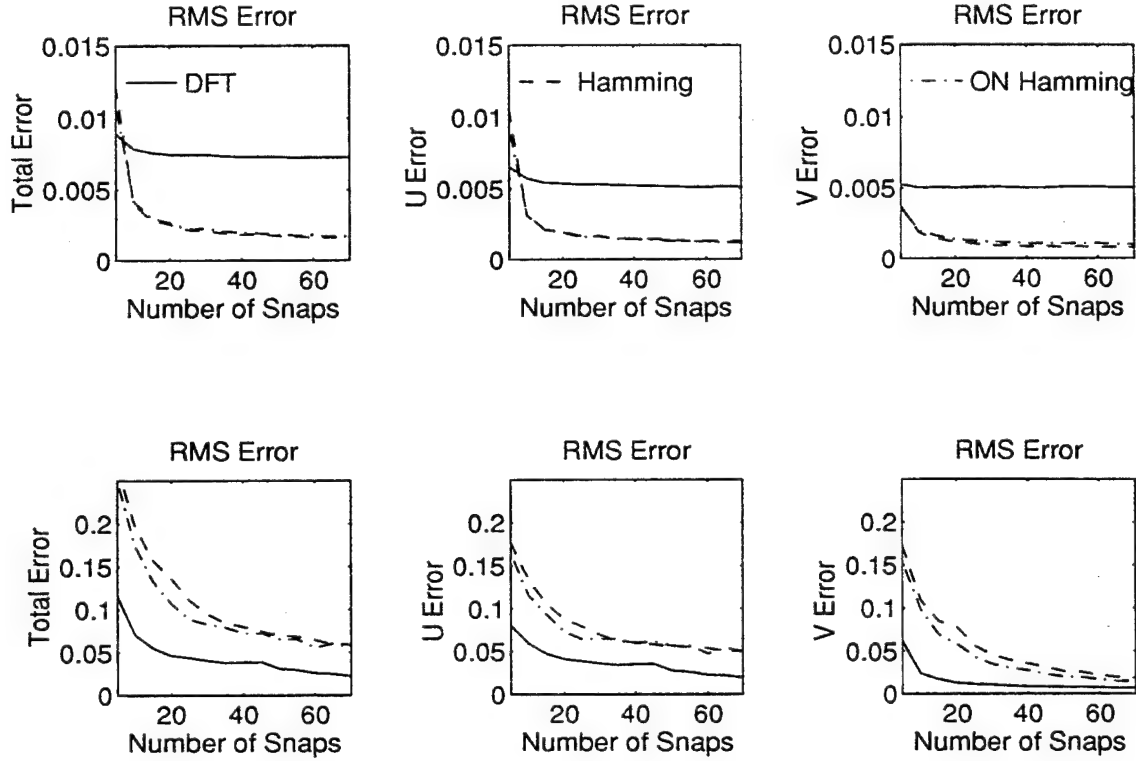 RMS Error
RMS Error
RMS Error
0.015
0.01
0.005
0
Total Error
DFT
20 40 60
Number of Snaps
0.015
0.01
0.005
0
U Error
Hamming
20 40 60
Number of Snaps
0.015
0.01
0.005
0
V Error
ON Hamming
20 40 60
Number of Snaps
RMS Error
RMS Error
RMS Error
0.2
0.15
0.1
0.05
0
Total Error
20 40 60
Number of Snaps
0.2
0.15
0.1
0.05
0
U Error
20 40 60
Number of Snaps
0.2
0.15
0.1
0.05
0
V Error
20 40 60
Number of Snaps